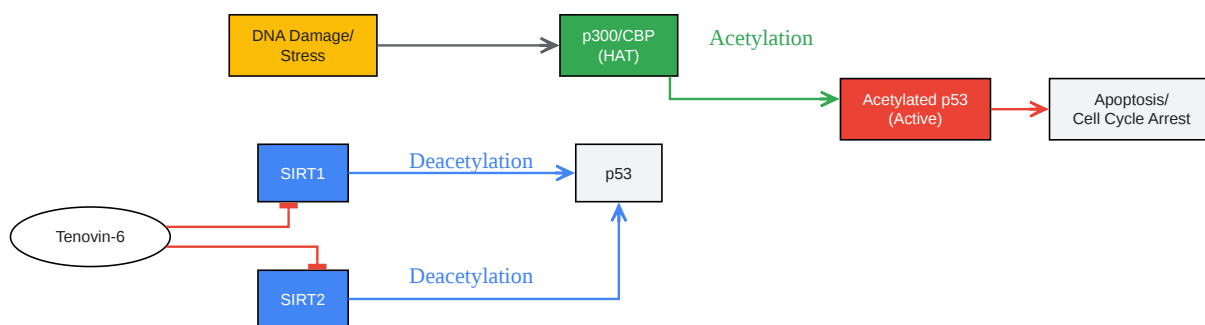 DNA Damage/
Stress
p300/CBP
(HAT)
Acetylation
Acetylated p53
(Active)
Apoptosis/
Cell Cycle Arrest
SIRT1
Deacetylation
p53
Tenovin-6
SIRT2
Deacetylation